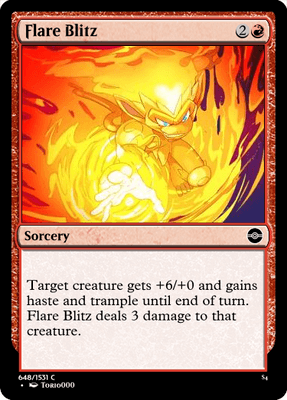 Flare Blitz 2
Sorcery
Target creature gets +6/+0 and gains
haste and trample until end of turn.
Flare Blitz deals 3 damage to that
creature.
648/1531 C S4
• Torio000